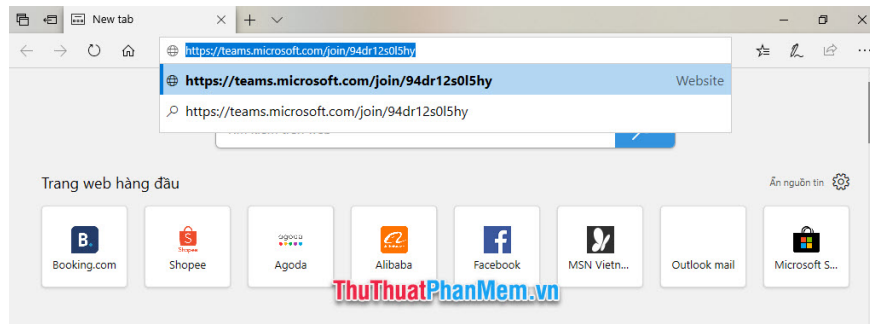 New tab
https://teams.microsoft.com/join/94dr12s0l5hy
https://teams.microsoft.com/join/94dr12s0l5hy Website
https://teams.microsoft.com/join/94dr12s0l5hy
Trang web hàng đầu
Ẩn nguồn tin
B.
Shopee
agoda
Booking.com Shopee Agoda Alibaba Facebook MSN Vietn... Outlook mail Microsoft S...
ThuThuatPhanMem.vn